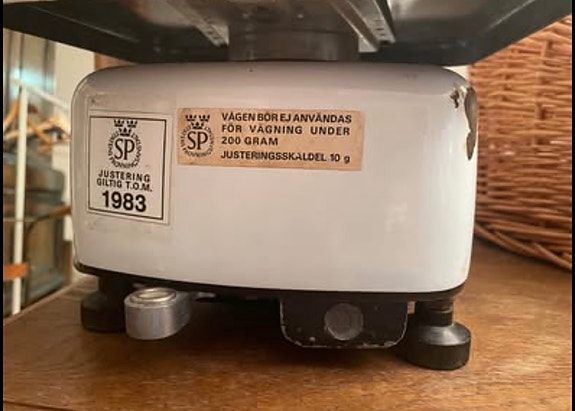 SP
JUSTERING
GILTIG T.O.M.
1983
SP
VÅGEN BÖR EJ ANVÄNDAS
FÖR VÄGNING UNDER
200 GRAM
JUSTERINGSSKALDEL 10 g